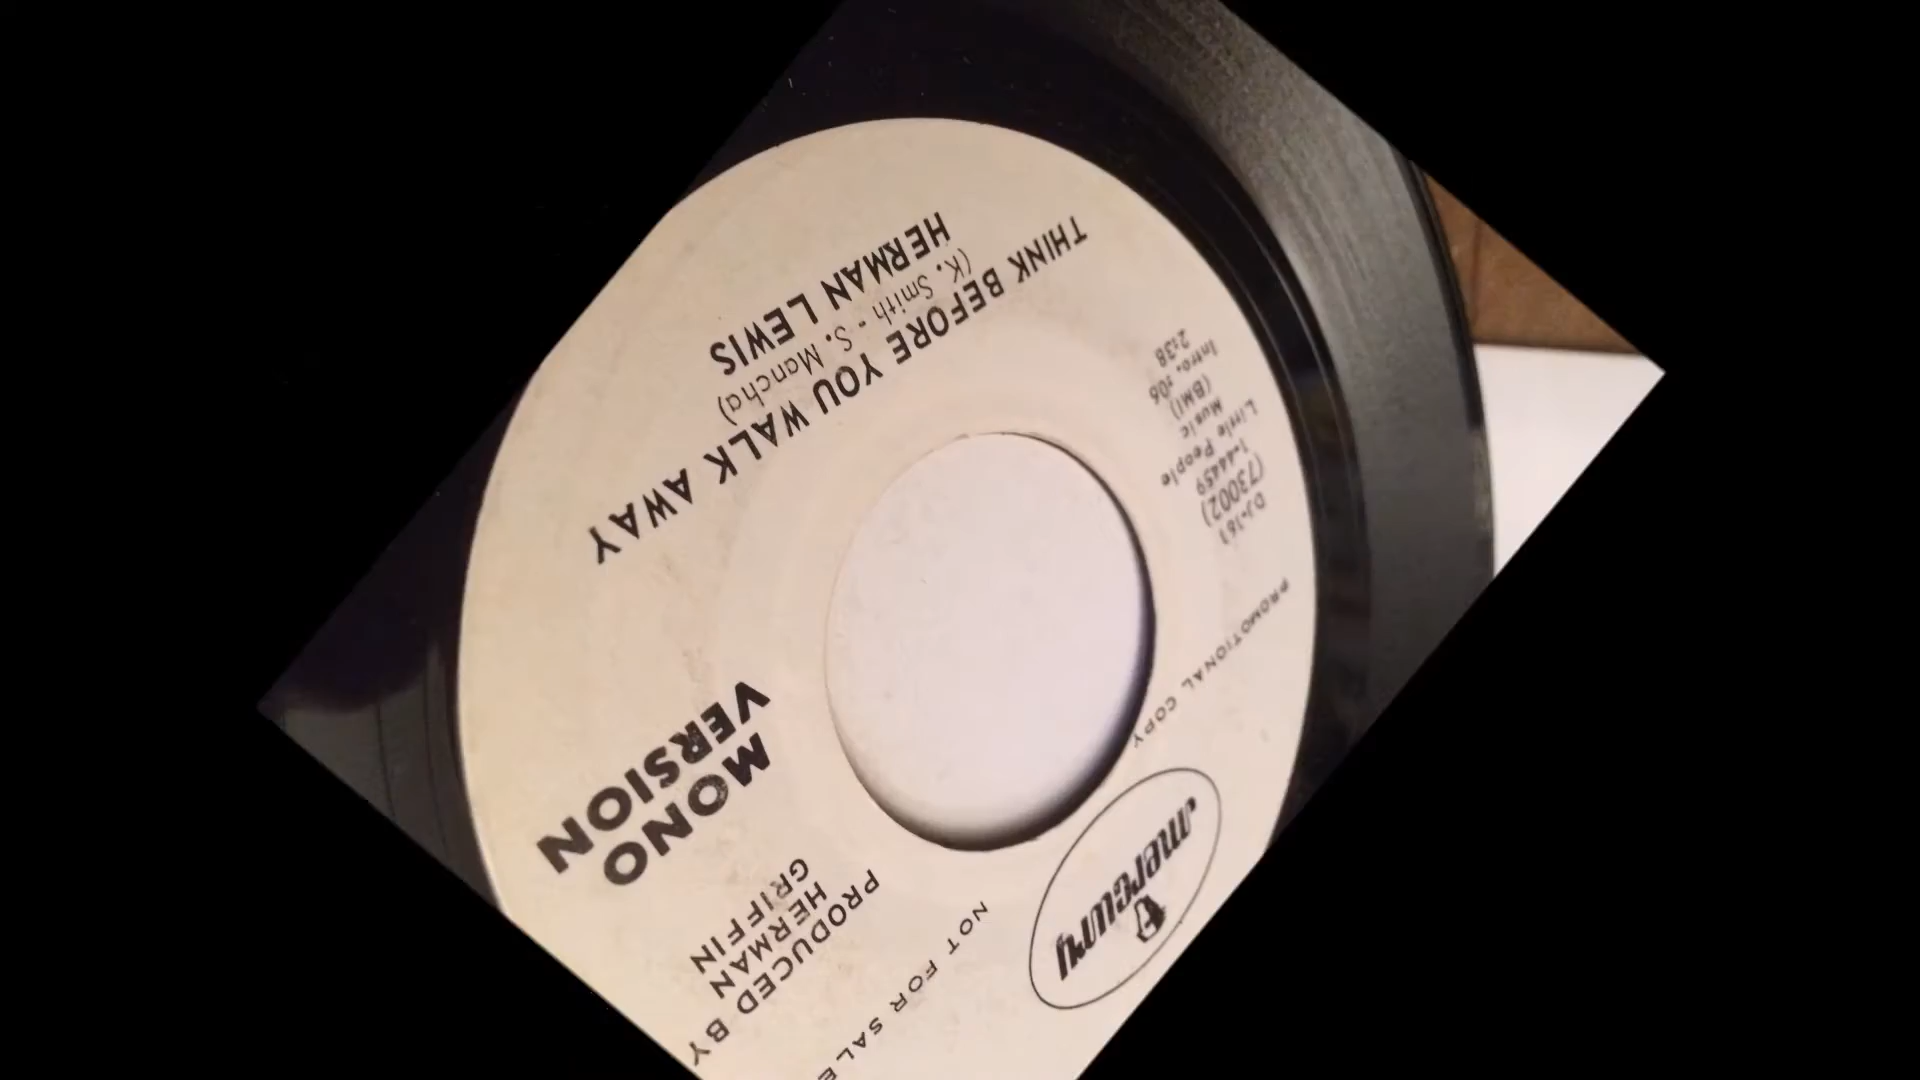 mercury
PROMOTIONAL COPY
NOT FOR SALE
DJ-161
(73002)
1-44459
Little People
Music
(BMI)
Intro. :06
2:38
PRODUCED BY
HERMAN
GRIFFIN
MONO
VERSION
THINK BEFORE YOU WALK AWAY
(K. Smith - S. Mancha)
HERMAN LEWIS